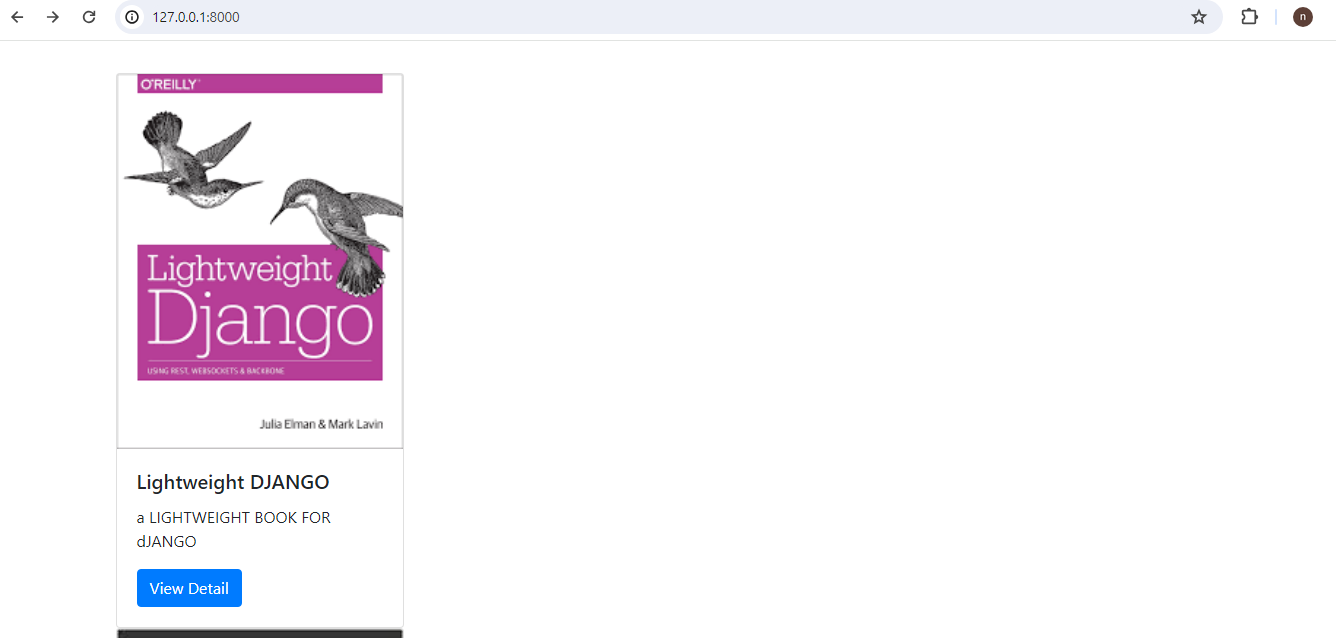 127.0.0.1:8000
n
O'REILLY
Lightweight
Django
USING REST, WEBSOCKETS & BACKBONE
Julia Elman & Mark Lavin
Lightweight DJANGO
a LIGHTWEIGHT BOOK FOR
dJANGO
View Detail